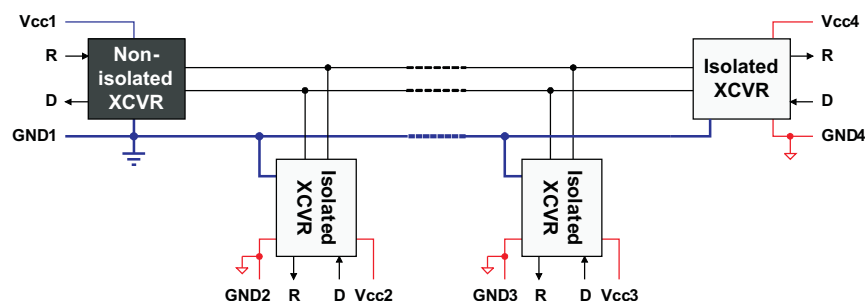 Vcc1
Vcc4
R
Non-
isolated
XCVR
Isolated
XCVR
R
D
D
GND1
GND4
Isolated
XCVR
Isolated
XCVR
GND2
R
D
Vcc2
GND3
R
D
Vcc3